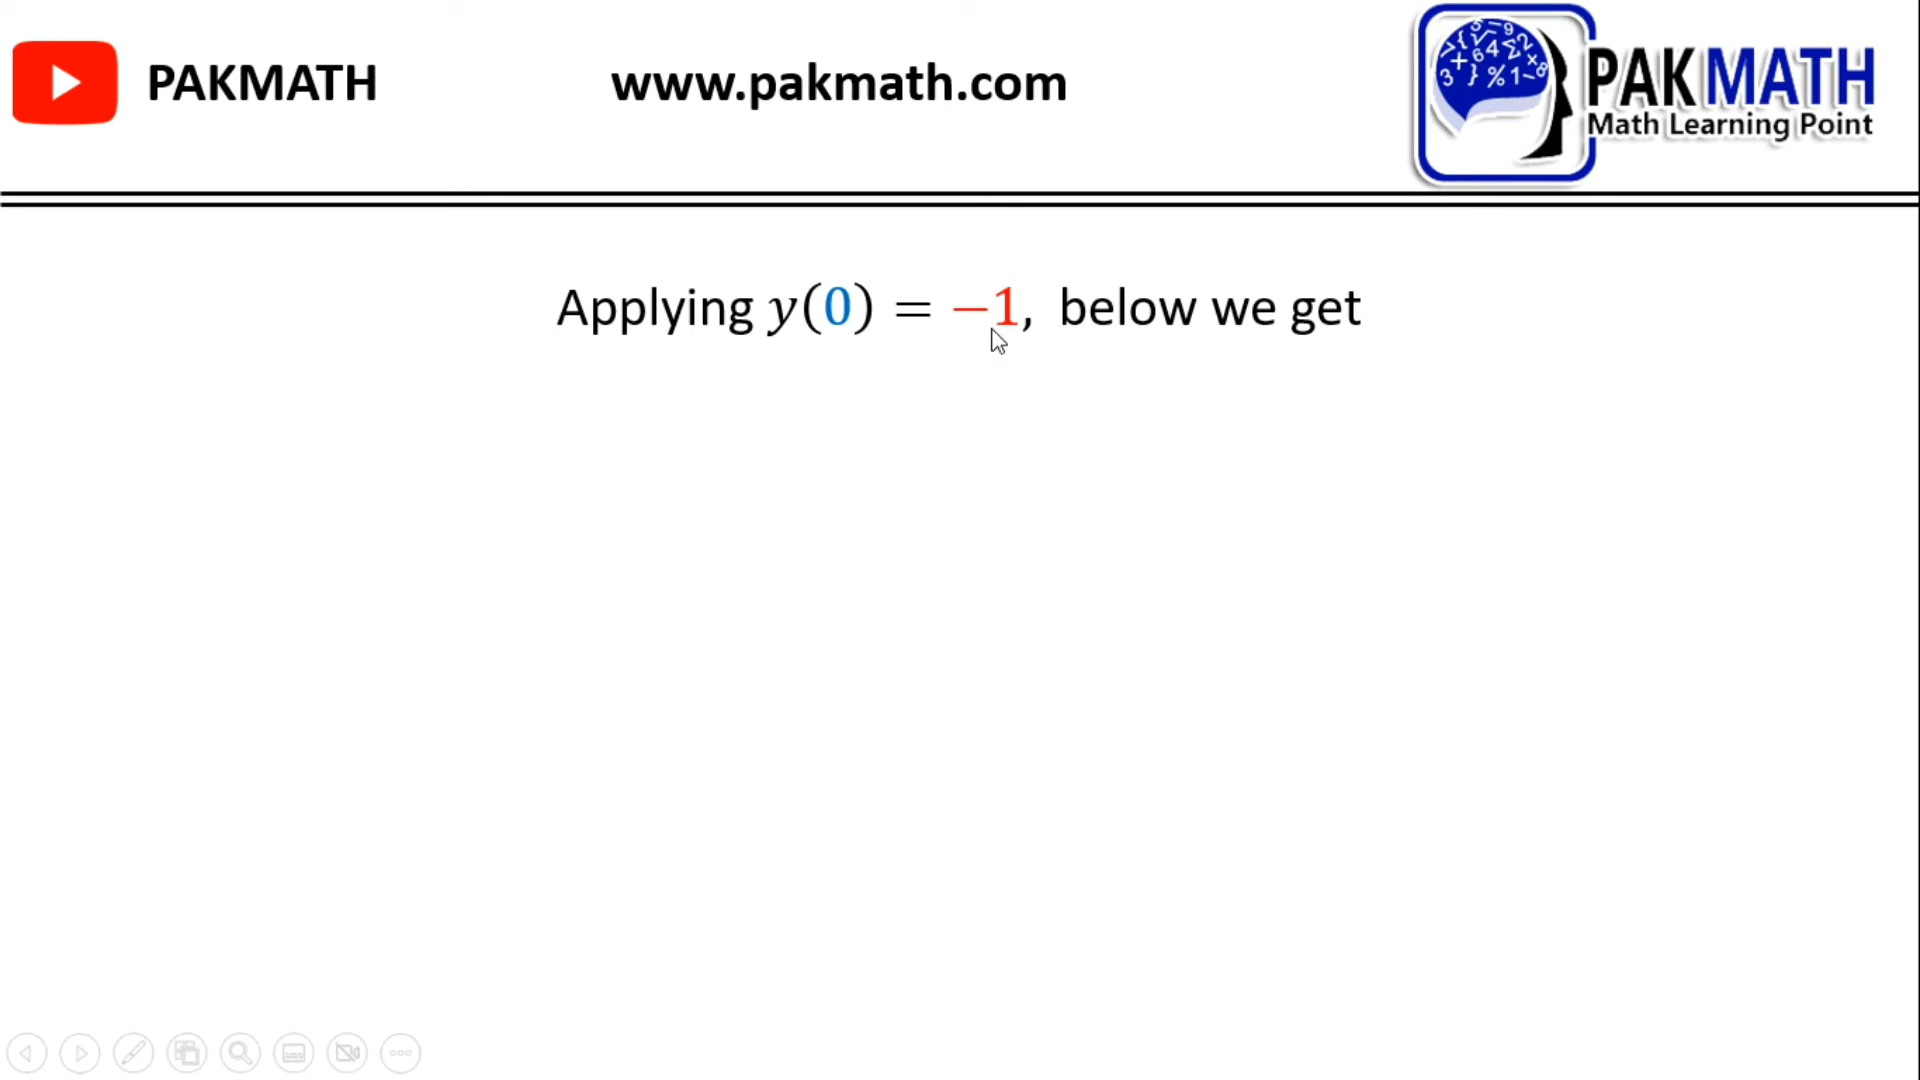 PAKMATH
www.pakmath.com
PAKMATH
Math Learning Point
Applying y(0) = −1, below we get